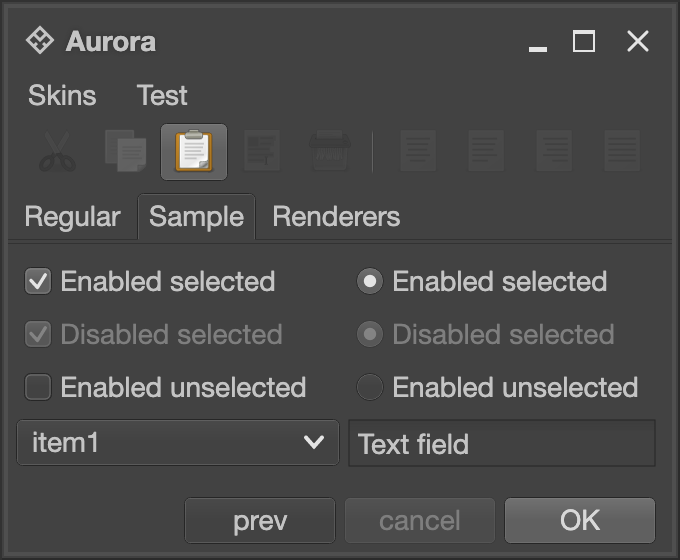 Aurora
Skins Test
Regular Sample Renderers
Enabled selected Enabled selected
Disabled selected Disabled selected
Enabled unselected Enabled unselected
item1 Text field
prev cancel OK